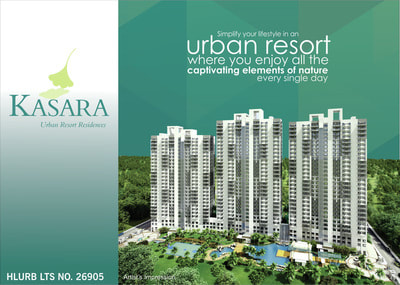 Simplify your lifestyle in an
urban resort
where you enjoy all the
captivating elements of nature
every single day
KASARA
Urban Resort Residences
HLURB LTS NO. 26905
Artist's Impression